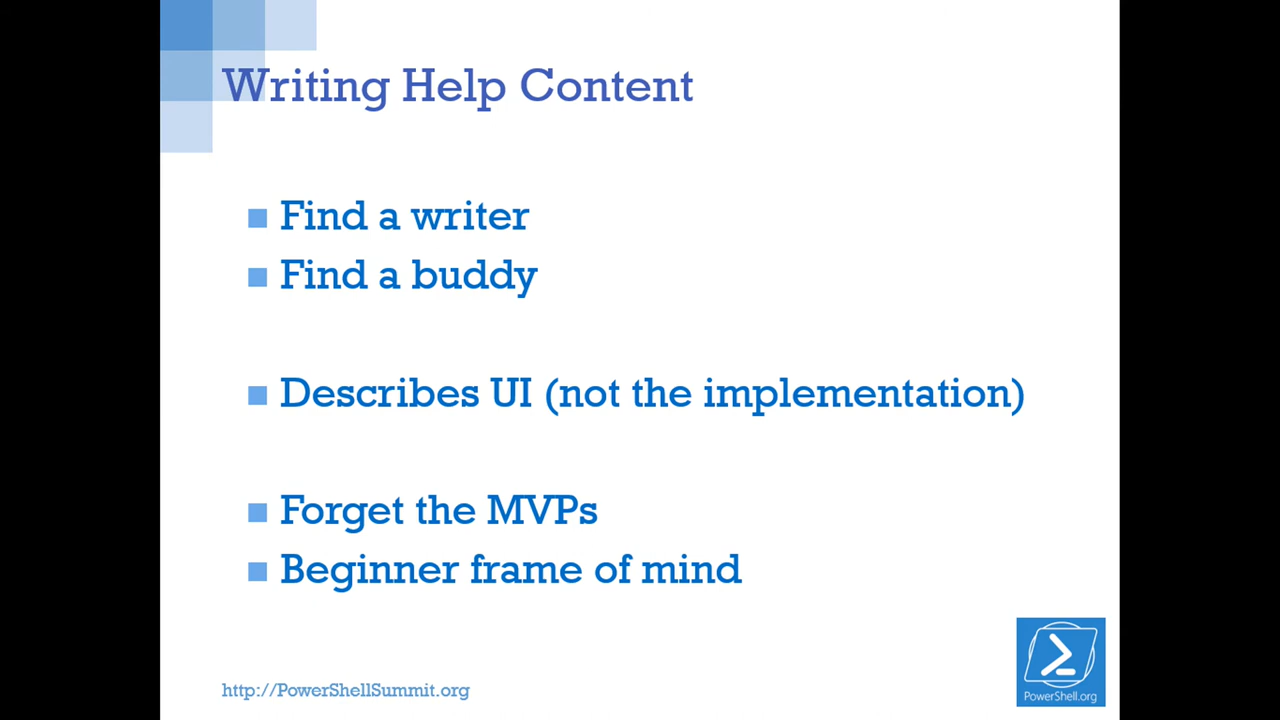 Writing Help Content
Find a writer
Find a buddy
Describes UI (not the implementation)
Forget the MVPs
Beginner frame of mind
http://PowerShellSummit.org
PowerShell.org